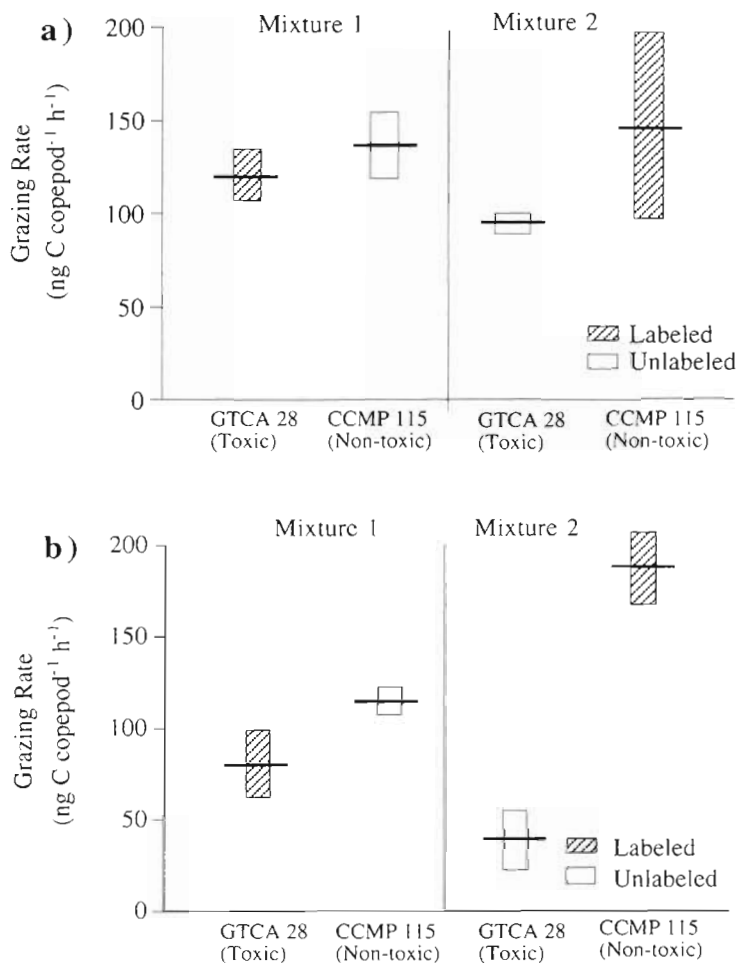 a)
Mixture 1
Mixture 2
200
150
100
50
0
Grazing Rate
(ng C copepod⁻¹ h⁻¹)
Labeled
Unlabeled
GTCA 28
(Toxic)
CCMP 115
(Non-toxic)
GTCA 28
(Toxic)
CCMP 115
(Non-toxic)
b)
Mixture 1
Mixture 2
200
150
100
50
0
Grazing Rate
(ng C copepod⁻¹ h⁻¹)
Labeled
Unlabeled
GTCA 28
(Toxic)
CCMP 115
(Non-toxic)
GTCA 28
(Toxic)
CCMP 115
(Non-toxic)